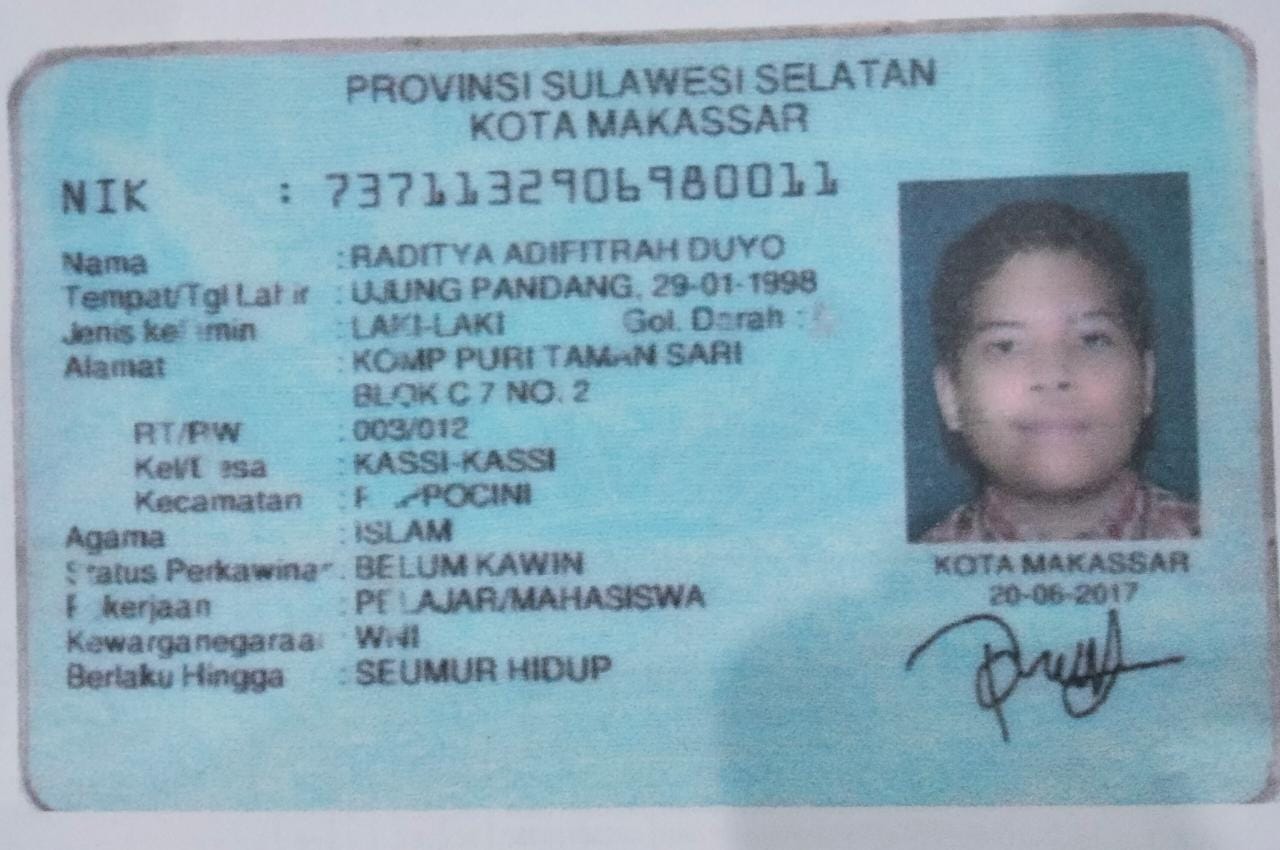 PROVINSI SULAWESI SELATAN
KOTA MAKASSAR
NIK : 7371132906980011
Nama : RADITYA ADIFITRAH DUYO
Tempat/Tgl Lahir : UJUNG PANDANG, 29-01-1998
Jenis kelamin : LAKI-LAKI Gol. Darah :
Alamat : KOMP PURI TAMAN SARI
BLOK C 7 NO. 2
RT/RW : 003/012
Kel/Desa : KASSI-KASSI
Kecamatan :
Agama : ISLAM
Status Perkawinan : BELUM KAWIN
Pekerjaan : PELAJAR/MAHASISWA
Kewarganegaraan : WNI
Berlaku Hingga : SEUMUR HIDUP
KOTA MAKASSAR
20-06-2017